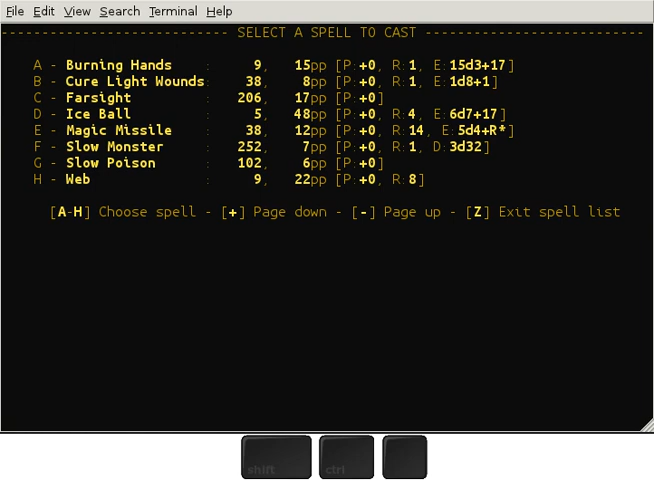 File Edit View Search Terminal Help
---------------------------- SELECT A SPELL TO CAST ---------------------------
A - Burning Hands : 9, 15pp [P:+0, R:1, E:15d3+17]
B - Cure Light Wounds: 38, 8pp [P:+0, R:1, E:1d8+1]
C - Farsight : 206, 17pp [P:+0]
D - Ice Ball : 5, 48pp [P:+0, R:4, E:6d7+17]
E - Magic Missile : 38, 12pp [P:+0, R:14, E:5d4+R*]
F - Slow Monster : 252, 7pp [P:+0, R:1, D:3d32]
G - Slow Poison : 102, 6pp [P:+0]
H - Web : 9, 22pp [P:+0, R:8]
[A-H] Choose spell - [+] Page down - [-] Page up - [Z] Exit spell list
shift ctrl